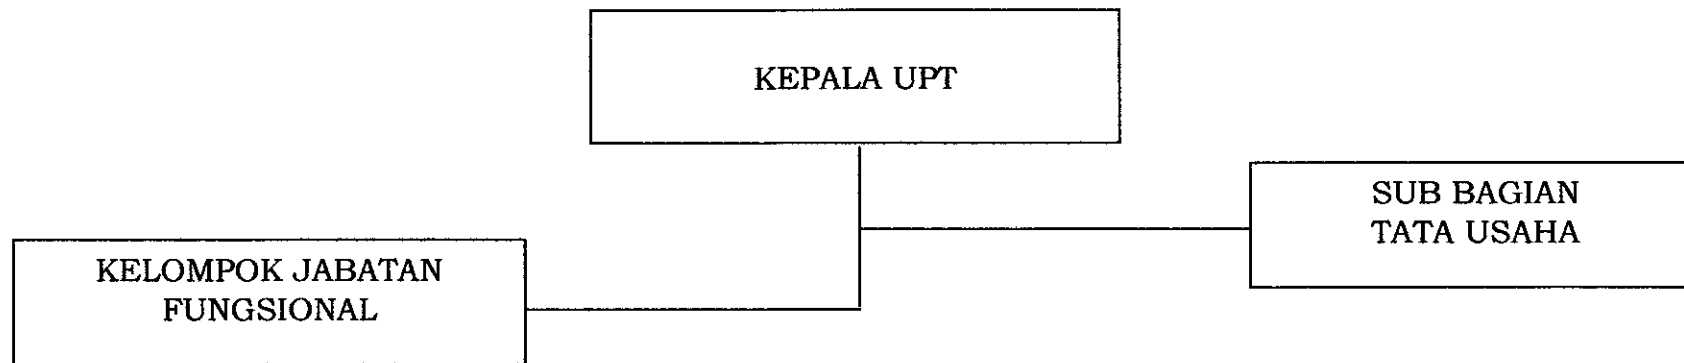 KEPALA UPT
SUB BAGIAN
TATA USAHA
KELOMPOK JABATAN
FUNGSIONAL